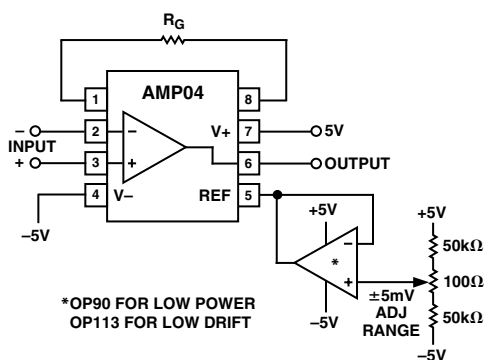 RG
1
AMP04
8
– 2 – V+ 7 5V
INPUT
+ 3 + 6 OUTPUT
4 V– REF 5
–5V
+5V
–
*
+
–5V
±5mV
ADJ
RANGE
+5V
50kΩ
100Ω
50kΩ
–5V
*OP90 FOR LOW POWER
OP113 FOR LOW DRIFT